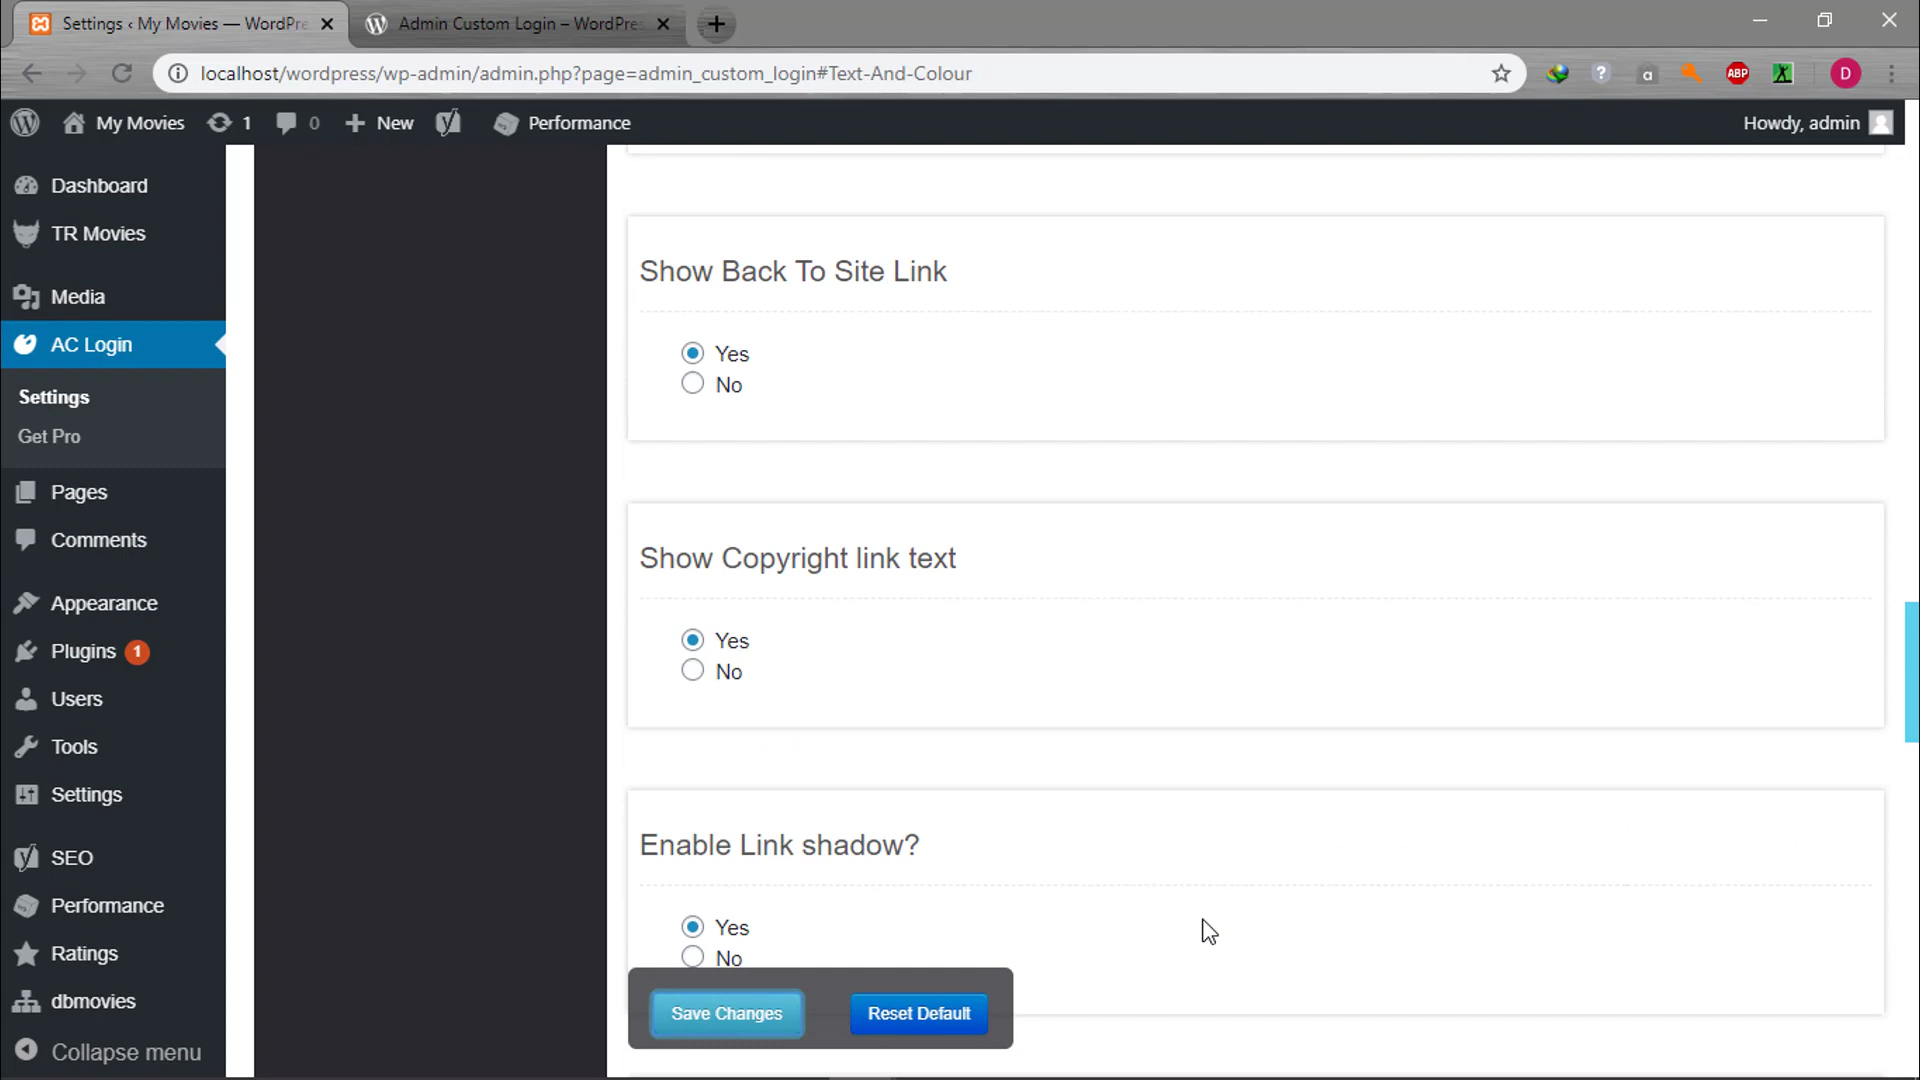 Settings ‹ My Movies — WordPre
Admin Custom Login – WordPres
localhost/wordpress/wp-admin/admin.php?page=admin_custom_login#Text-And-Colour
ABP
D
My Movies
1
0
New
Performance
Howdy, admin
Dashboard
TR Movies
Media
AC Login
Settings
Get Pro
Pages
Comments
Appearance
Plugins 1
Users
Tools
Settings
SEO
Performance
Ratings
dbmovies
Collapse menu
Show Back To Site Link
Yes
No
Show Copyright link text
Yes
No
Enable Link shadow?
Yes
No
Save Changes
Reset Default